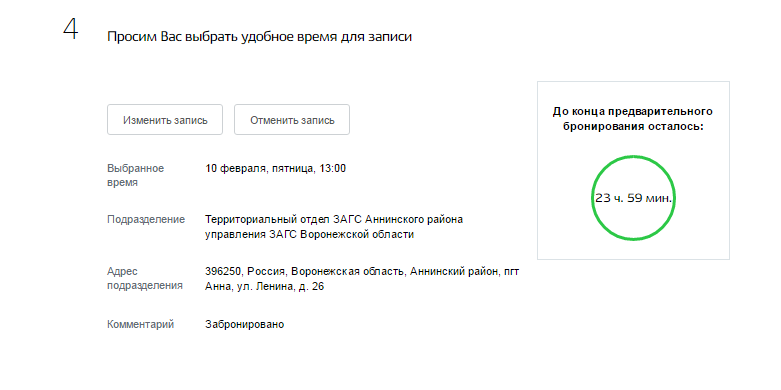 4
Просим Вас выбрать удобное время для записи
Изменить запись
Отменить запись
До конца предварительного
бронирования осталось:
23 ч. 59 мин.
Выбранное
время
10 февраля, пятница, 13:00
Подразделение
Территориальный отдел ЗАГС Аннинского района
управления ЗАГС Воронежской области
Адрес
подразделения
396250, Россия, Воронежская область, Аннинский район, пгт
Анна, ул. Ленина, д. 26
Комментарий
Забронировано